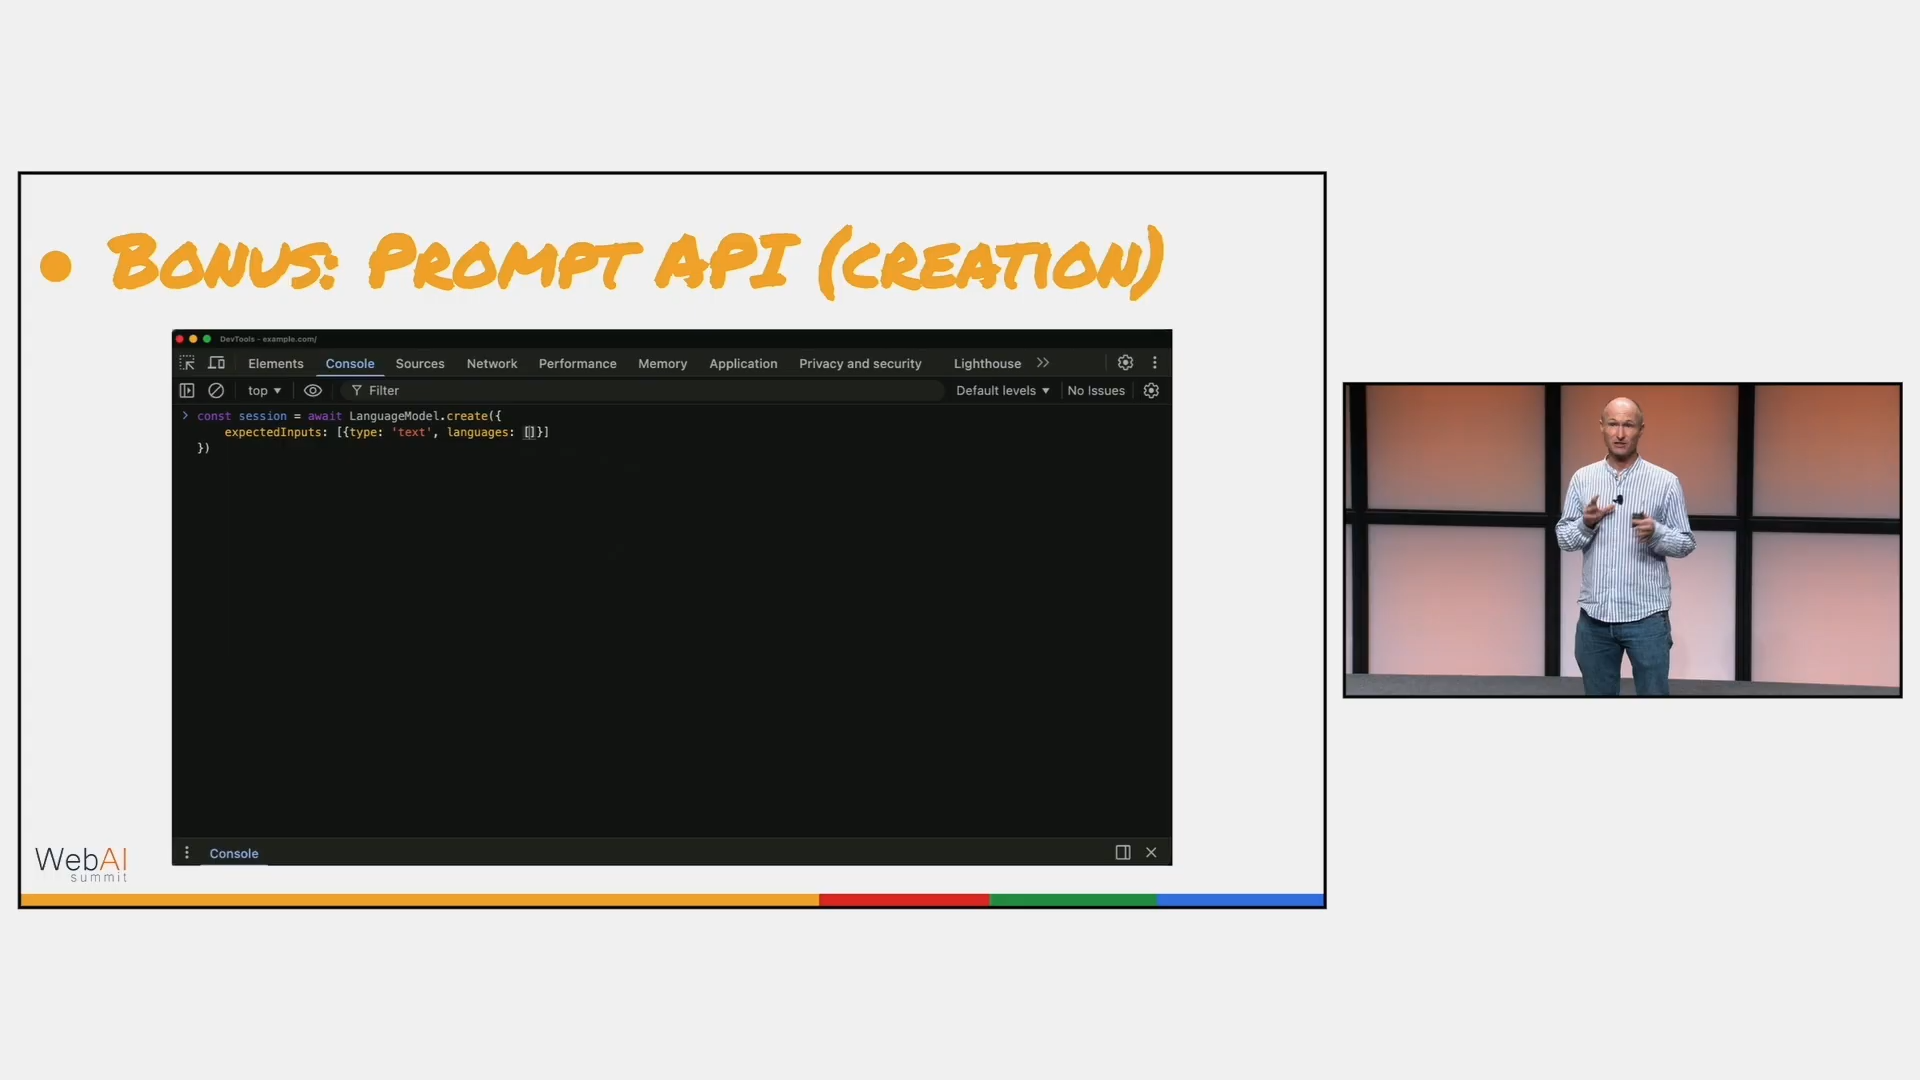 Bonus: Prompt API (creation)
DevTools - example.com/
Elements Console Sources Network Performance Memory Application Privacy and security Lighthouse
top Filter Default levels No Issues
const session = await LanguageModel.create({
expectedInputs: [{type: 'text', languages: []}]
})
Console
WebAI
summit